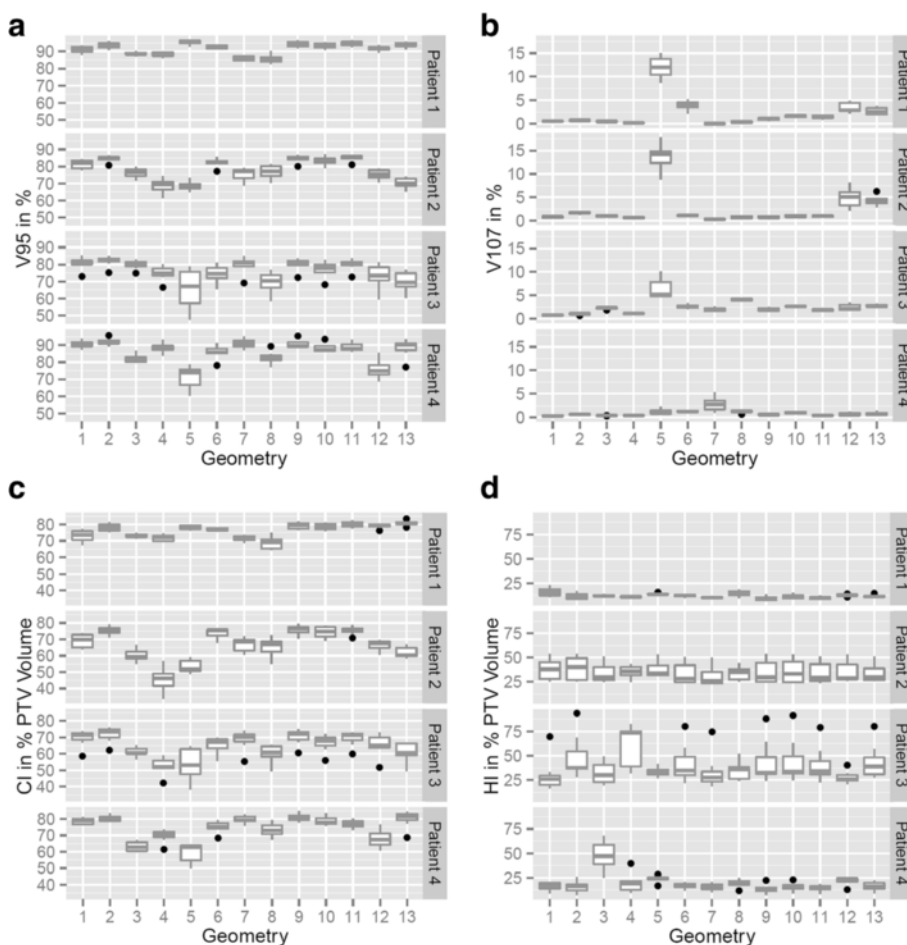 a
V95 in %
90
80
70
60
50
Patient 1
90
80
70
60
50
Patient 2
90
80
70
60
50
Patient 3
90
80
70
60
50
Patient 4
1 2 3 4 5 6 7 8 9 10 11 12 13
Geometry
b
V107 in %
15
10
5
0
Patient 1
15
10
5
0
Patient 2
15
10
5
0
Patient 3
15
10
5
0
Patient 4
1 2 3 4 5 6 7 8 9 10 11 12 13
Geometry
c
CI in % PTV Volume
80
70
60
50
40
Patient 1
80
70
60
50
40
Patient 2
80
70
60
50
40
Patient 3
80
70
60
50
40
Patient 4
1 2 3 4 5 6 7 8 9 10 11 12 13
Geometry
d
HI in % PTV Volume
75
50
25
Patient 1
75
50
25
Patient 2
75
50
25
Patient 3
75
50
25
Patient 4
1 2 3 4 5 6 7 8 9 10 11 12 13
Geometry